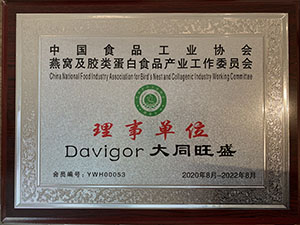 中国食品工业协会
燕窝及胶类蛋白食品产业工作委员会
China National Food Industry Association for Bird's Nest and Collagenic Industry Working Committee
理事单位
Davigor 大同旺盛
会员编号：YWH00053
2020年8月-2022年8月